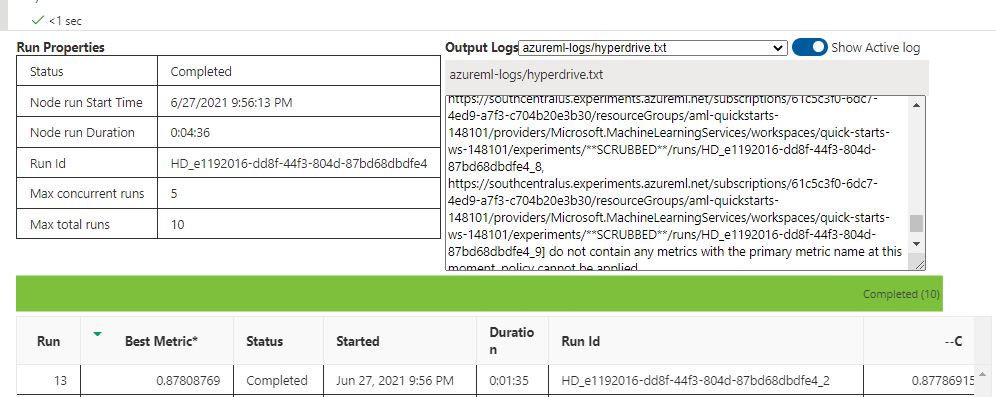 <1 sec
Run Properties
Status Completed
Node run Start Time 6/27/2021 9:56:13 PM
Node run Duration 0:04:36
Run Id HD_e1192016-dd8f-44f3-804d-87bd68dbdfe4
Max concurrent runs 5
Max total runs 10
Output Logs azureml-logs/hyperdrive.txt Show Active log
azureml-logs/hyperdrive.txt
https://southcentralus.experiments.azureml.net/subscriptions/61c5c3f0-6dc7-
4ed9-a7f3-c704b20e3b30/resourceGroups/aml-quickstarts-
148101/providers/Microsoft.MachineLearningServices/workspaces/quick-starts-
ws-148101/experiments/**SCRUBBED**/runs/HD_e1192016-dd8f-44f3-804d-
87bd68dbdfe4_8,
https://southcentralus.experiments.azureml.net/subscriptions/61c5c3f0-6dc7-
4ed9-a7f3-c704b20e3b30/resourceGroups/aml-quickstarts-
148101/providers/Microsoft.MachineLearningServices/workspaces/quick-starts-
ws-148101/experiments/**SCRUBBED**/runs/HD_e1192016-dd8f-44f3-804d-
87bd68dbdfe4_9] do not contain any metrics with the primary metric name at this
moment, policy cannot be applied
Completed (10)
Run Best Metric* Status Started Duratio
n Run Id --C
13 0.87808769 Completed Jun 27, 2021 9:56 PM 0:01:35 HD_e1192016-dd8f-44f3-804d-87bd68dbdfe4_2 0.87786915